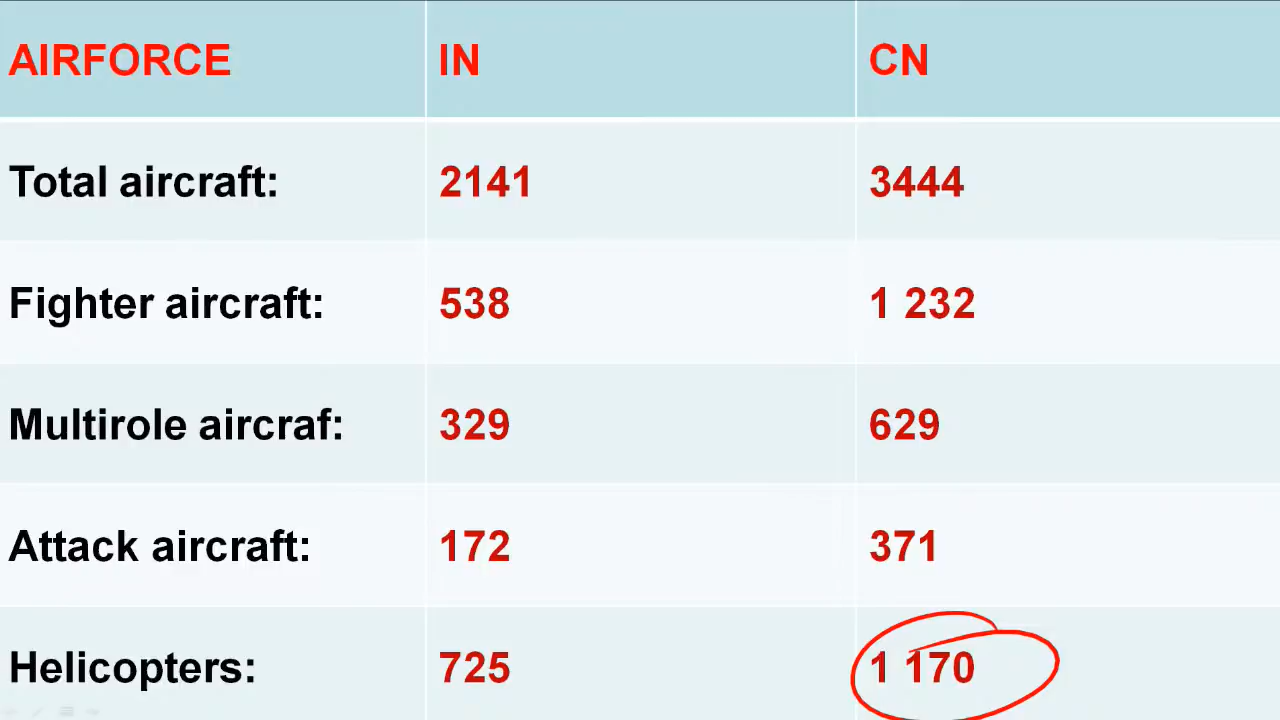 AIRFORCE IN CN
Total aircraft: 2141 3444
Fighter aircraft: 538 1 232
Multirole aircraf: 329 629
Attack aircraft: 172 371
Helicopters: 725 1 170